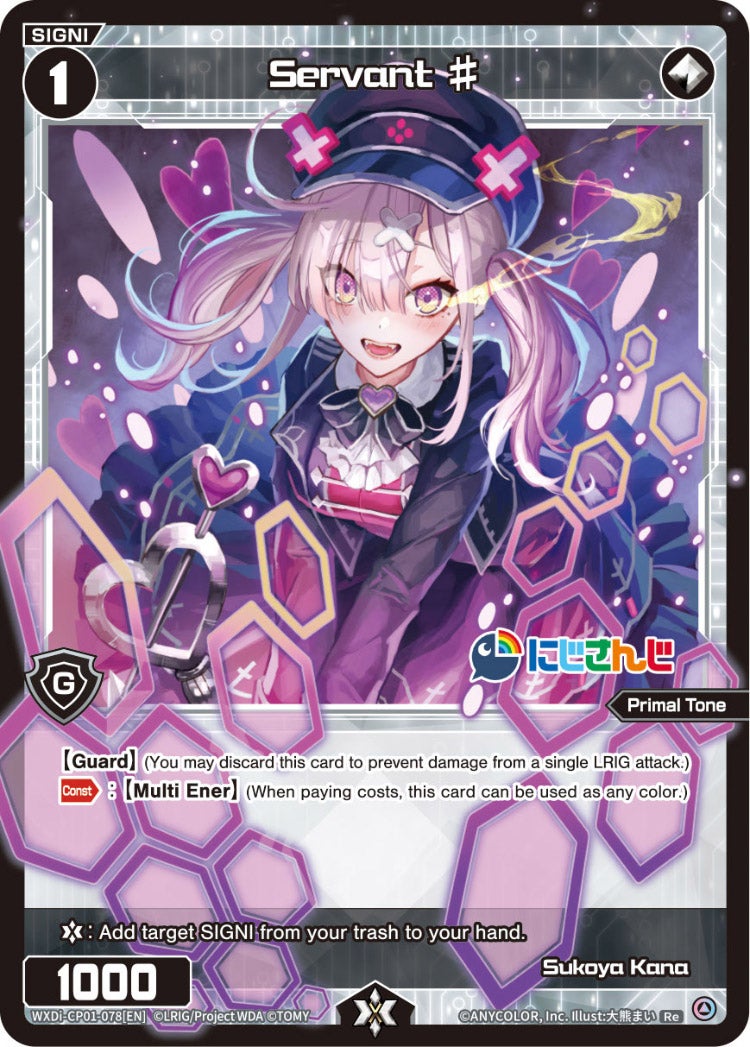 SIGNI
1
Servant #
にじさんじ
G
Primal Tone
【Guard】 (You may discard this card to prevent damage from a single LRIG attack.)
Const : 【Multi Ener】 (When paying costs, this card can be used as any color.)
: Add target SIGNI from your trash to your hand.
Sukoya Kana
1000
WXDi-CP01-078[EN] ©LRIG/Project WDA ©TOMY ©ANYCOLOR, Inc. Illust:大熊まい Re